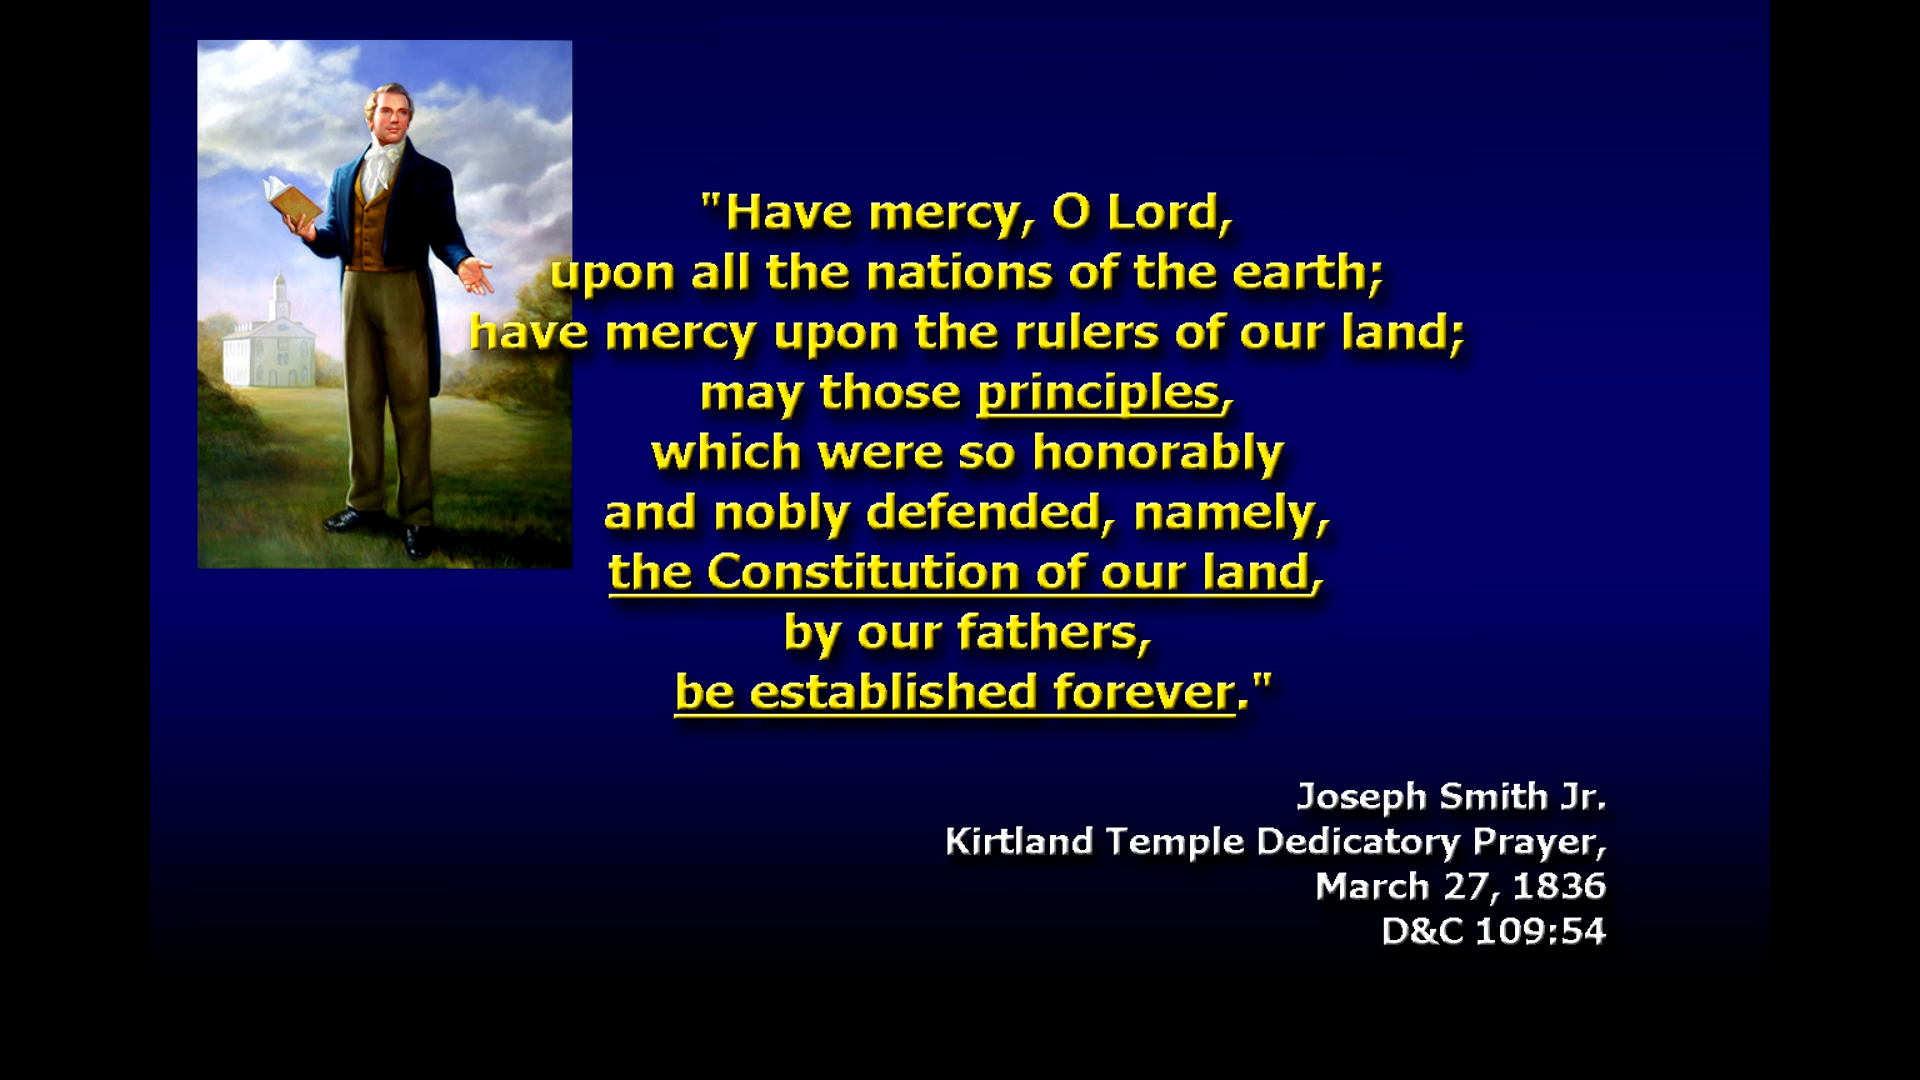 "Have mercy, O Lord,
upon all the nations of the earth;
have mercy upon the rulers of our land;
may those principles,
which were so honorably
and nobly defended, namely,
the Constitution of our land,
by our fathers,
be established forever."
Joseph Smith Jr.
Kirtland Temple Dedicatory Prayer,
March 27, 1836
D&C 109:54